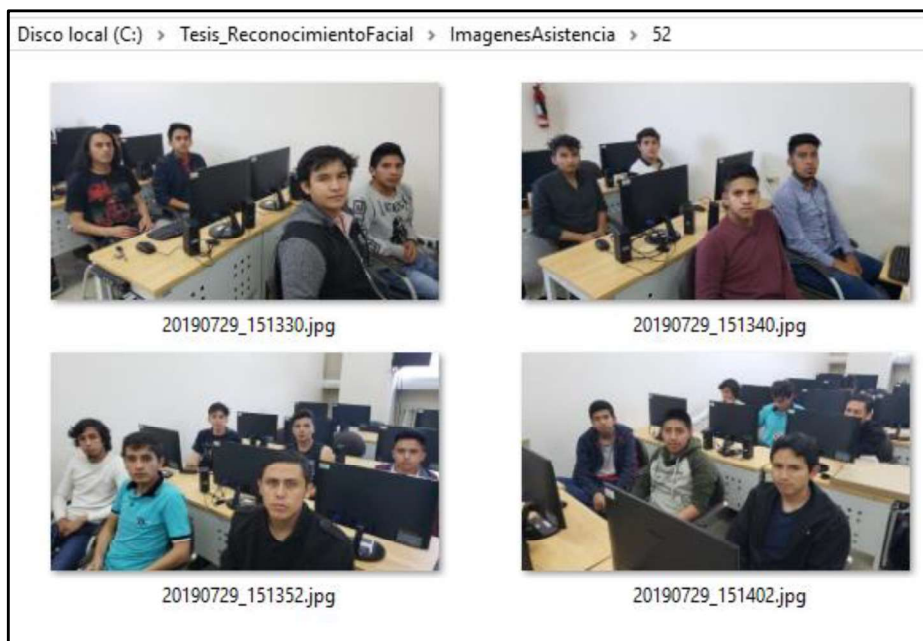 Disco local (C:) > Tesis_ReconocimientoFacial > ImagenesAsistencia > 52
20190729_151330.jpg
20190729_151340.jpg
20190729_151352.jpg
20190729_151402.jpg